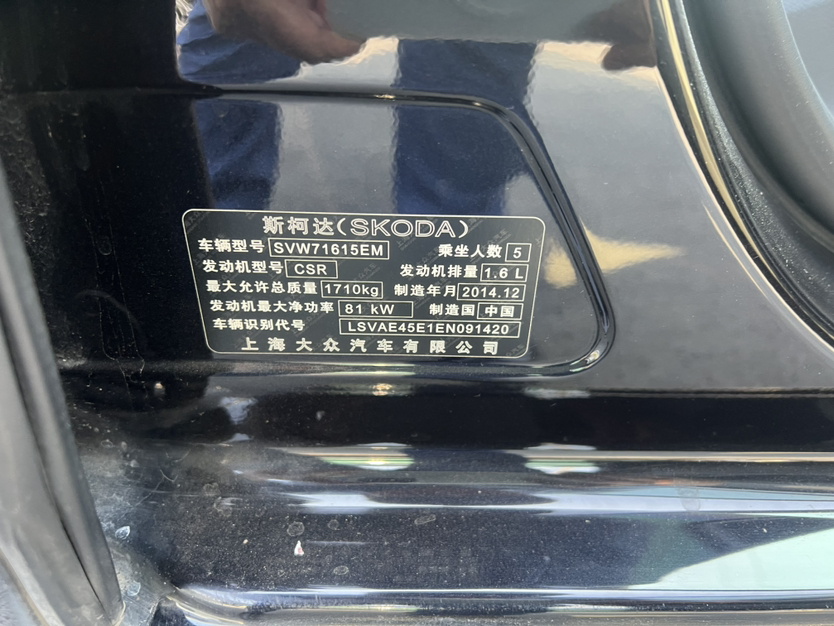 斯柯达(SKODA)
车辆型号 SVW71615EM 乘坐人数 5
发动机型号 CSR 发动机排量 1.6 L
最大允许总质量 1710kg 制造年月 2014.12
发动机最大净功率 81 kW 制造国 中国
车辆识别代号 LSVAE45E1EN091420
上海大众汽车有限公司